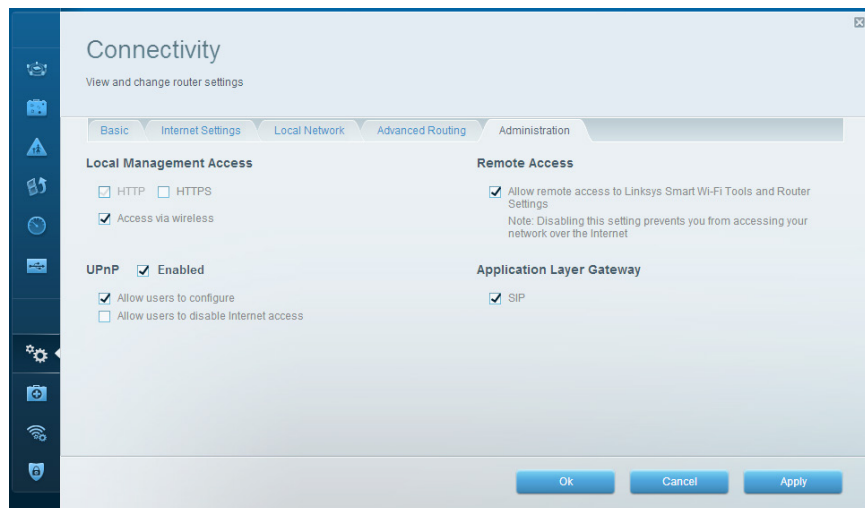 Connectivity
View and change router settings
Basic
Internet Settings
Local Network
Advanced Routing
Administration
Local Management Access
HTTP
HTTPS
Access via wireless
UPnP
Enabled
Allow users to configure
Allow users to disable Internet access
Remote Access
Allow remote access to Linksys Smart Wi-Fi Tools and Router
Settings
Note: Disabling this setting prevents you from accessing your
network over the Internet
Application Layer Gateway
SIP
Ok
Cancel
Apply